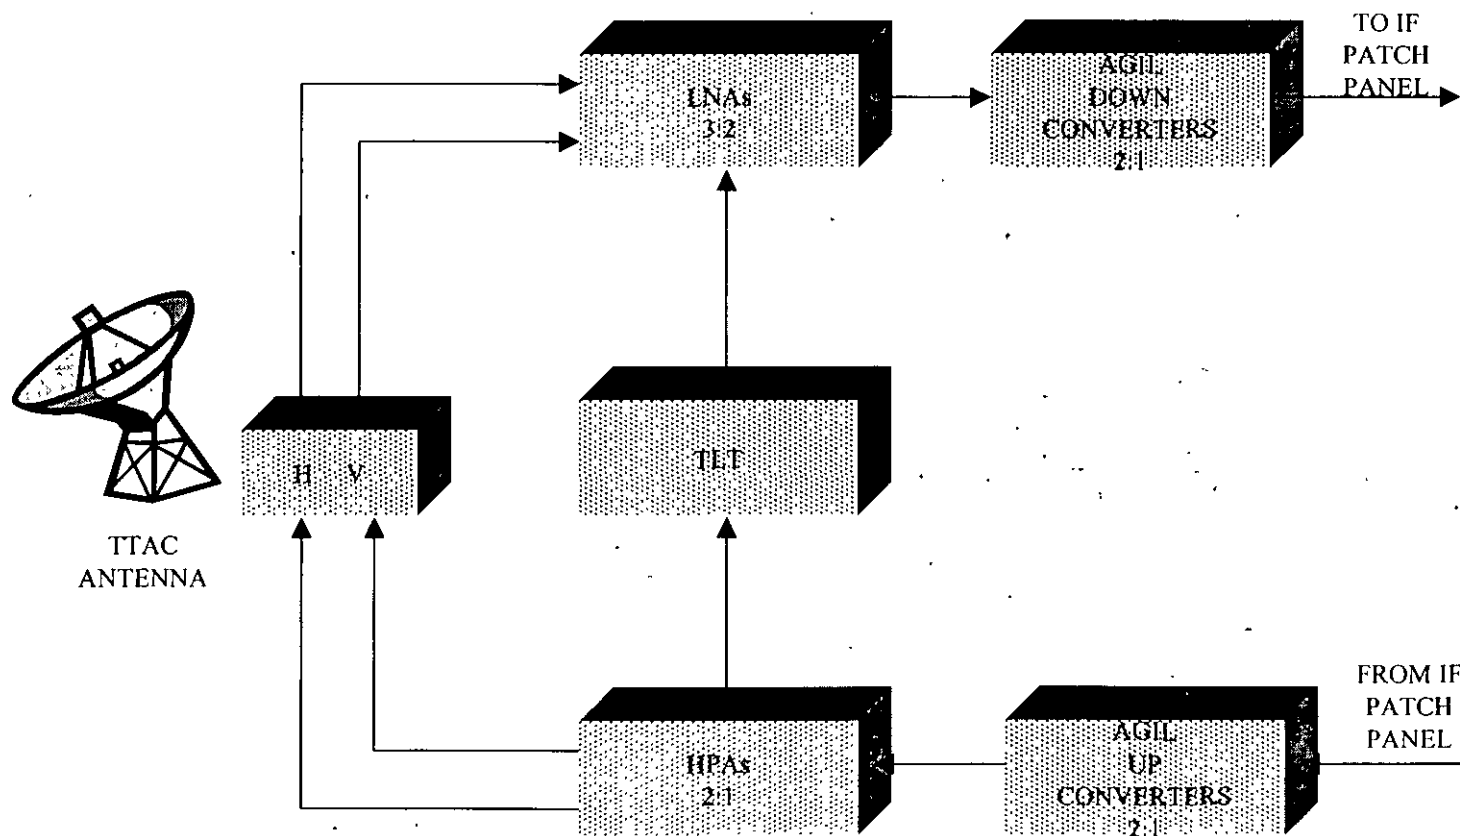 TO IF
PATCH
PANEL
LNAs
3:2
AGIL
DOWN
CONVERTERS
2:1
H V
TLT
TTAC
ANTENNA
FROM IF
PATCH
PANEL
HPAs
2:1
AGIL
UP
CONVERTERS
2:1